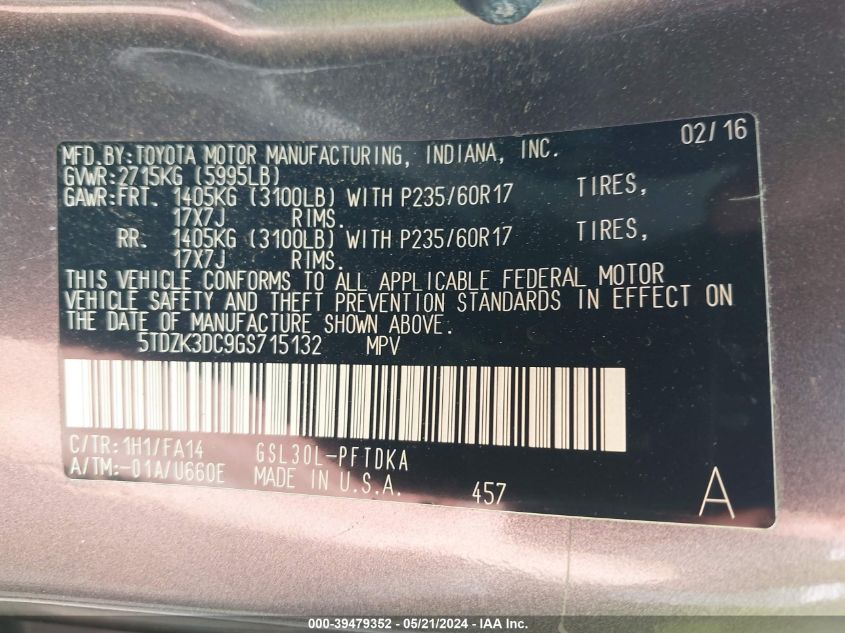 02/16
MFD.BY:TOYOTA MOTOR MANUFACTURING, INDIANA, INC.
GVWR:2715KG (5995LB)
GAWR:FRT. 1405KG (3100LB) WITH P235/60R17 TIRES,
17X7J RIMS.
RR. 1405KG (3100LB) WITH P235/60R17 TIRES,
17X7J RIMS.
THIS VEHICLE CONFORMS TO ALL APPLICABLE FEDERAL MOTOR
VEHICLE SAFETY AND THEFT PREVENTION STANDARDS IN EFFECT ON
THE DATE OF MANUFACTURE SHOWN ABOVE.
5TDZK3DC9GS715132 MPV
C/TR:1H1/FA14 GSL30L-PFTDKA
A/TM:-01A/U660E MADE IN U.S.A. 457 A
000-39479352 / 05/21/2024 - IAA Inc.